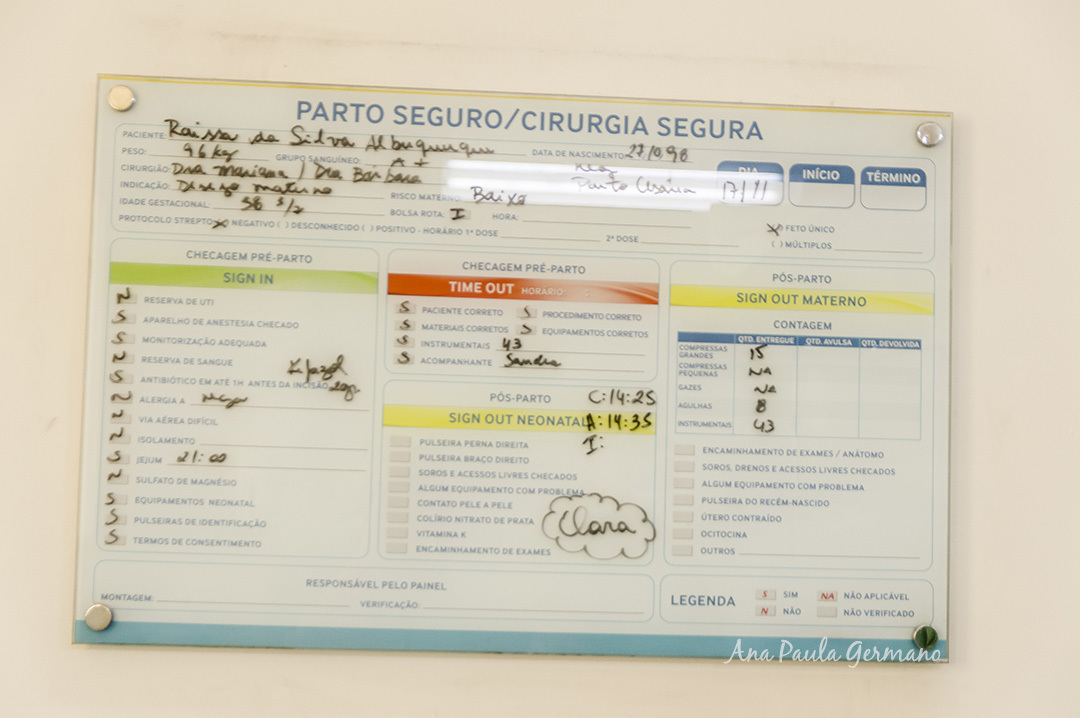 PARTO SEGURO/CIRURGIA SEGURA
PACIENTE: Raissa da Silva Albuquerque DATA DE NASCIMENTO: 27/0.98
PESO: 96 kg GRUPO SANGUÍNEO: A+
CIRURGIÃO: Dra Mariana / Dra Barbara Parto Cesária
INDICAÇÃO: Desejo materno RISCO MATERNO: Baixo
IDADE GESTACIONAL: 38 s/2 BOLSA ROTA: I HORA:
PROTOCOLO STREPTO: (X) NEGATIVO ( ) DESCONHECIDO ( ) POSITIVO - HORÁRIO 1ª DOSE 2ª DOSE
DIA 17/11
INÍCIO
TÉRMINO
(X) FETO ÚNICO
( ) MÚLTIPLOS
CHECAGEM PRÉ-PARTO
SIGN IN
N RESERVA DE UTI
S APARELHO DE ANESTESIA CHECADO
S MONITORIZAÇÃO ADEQUADA
N RESERVA DE SANGUE
S ANTIBIÓTICO EM ATÉ 1H ANTES DA INCISÃO
N ALERGIA A nega
N VIA AÉREA DIFÍCIL
N ISOLAMENTO
S JEJUM 21:00
N SULFATO DE MAGNÉSIO
S EQUIPAMENTOS NEONATAL
S PULSEIRAS DE IDENTIFICAÇÃO
S TERMOS DE CONSENTIMENTO
CHECAGEM PRÉ-PARTO
TIME OUT HORÁRIO:
S PACIENTE CORRETO S PROCEDIMENTO CORRETO
S MATERIAIS CORRETOS S EQUIPAMENTOS CORRETOS
S INSTRUMENTAIS 43
S ACOMPANHANTE Sandra
PÓS-PARTO C:14:25
SIGN OUT NEONATAL A:14:35
I:
PULSEIRA PERNA DIREITA
PULSEIRA BRAÇO DIREITO
SOROS E ACESSOS LIVRES CHECADOS
ALGUM EQUIPAMENTO COM PROBLEMA
CONTATO PELE A PELE
COLÍRIO NITRATO DE PRATA
VITAMINA K
ENCAMINHAMENTO DE EXAMES
Clara
PÓS-PARTO
SIGN OUT MATERNO
CONTAGEM
QTD. ENTREGUE QTD. AVULSA QTD. DEVOLVIDA
COMPRESSAS GRANDES 15
COMPRESSAS PEQUENAS NA
GAZES NA
AGULHAS 8
INSTRUMENTAIS 43
ENCAMINHAMENTO DE EXAMES / ANÁTOMO
SOROS, DRENOS E ACESSOS LIVRES CHECADOS
ALGUM EQUIPAMENTO COM PROBLEMA
PULSEIRA DO RECÉM-NASCIDO
ÚTERO CONTRAÍDO
OCITOCINA
OUTROS
RESPONSÁVEL PELO PAINEL
MONTAGEM: VERIFICAÇÃO:
LEGENDA
S SIM NA NÃO APLICÁVEL
N NÃO NÃO VERIFICADO
Ana Paula Germano